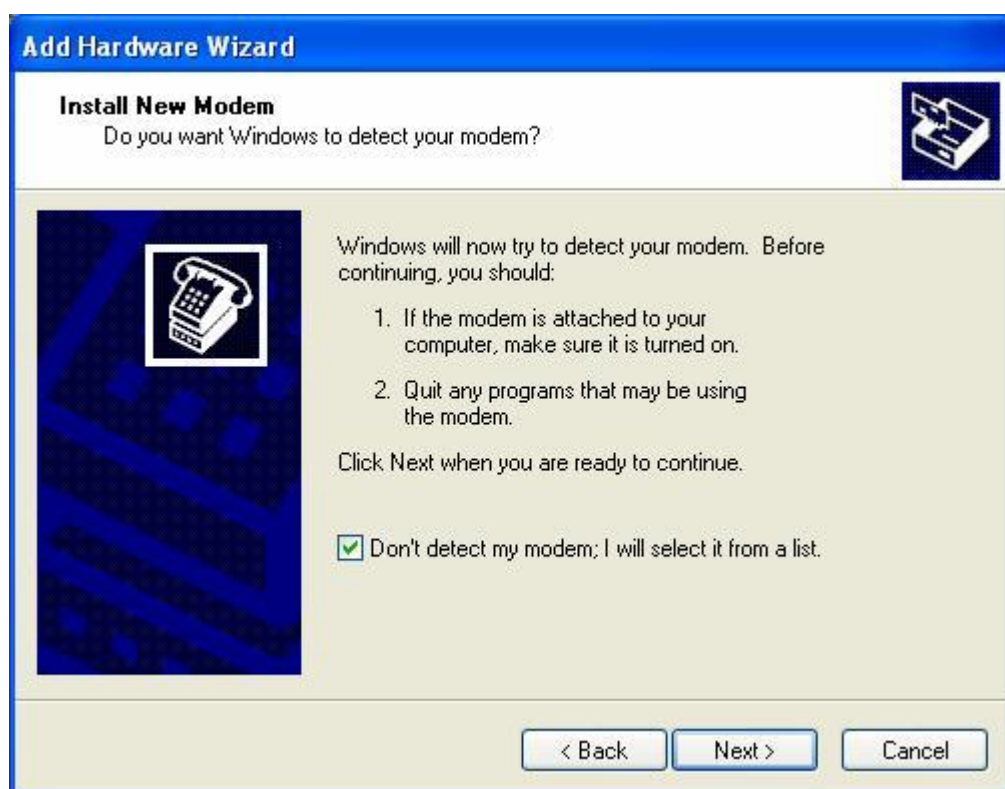 Add Hardware Wizard
Install New Modem
Do you want Windows to detect your modem?
Windows will now try to detect your modem. Before
continuing, you should:
1. If the modem is attached to your
computer, make sure it is turned on.
2. Quit any programs that may be using
the modem.
Click Next when you are ready to continue.
Don't detect my modem; I will select it from a list.
< Back Next > Cancel